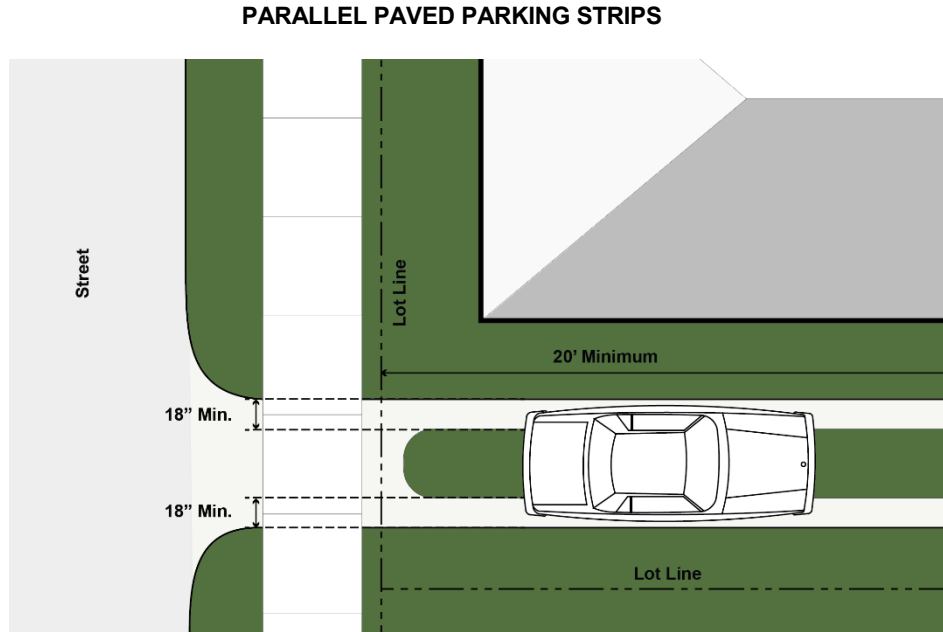 PARALLEL PAVED PARKING STRIPS
Street
Lot Line
20’ Minimum
18” Min.
18” Min.
Lot Line